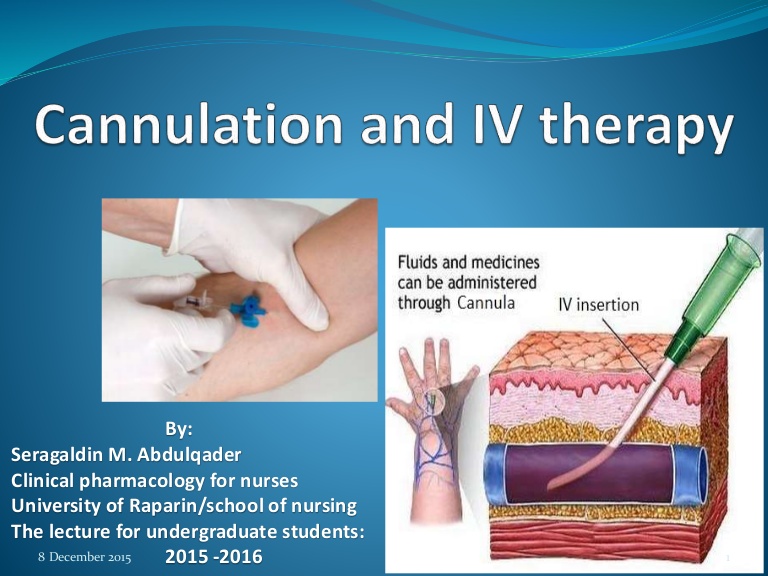 Cannulation and IV therapy
Fluids and medicines
can be administered
through Cannula
IV insertion
By:
Seragaldin M. Abdulqader
Clinical pharmacology for nurses
University of Raparin/school of nursing
The lecture for undergraduate students:
2015 -2016
8 December 2015
1